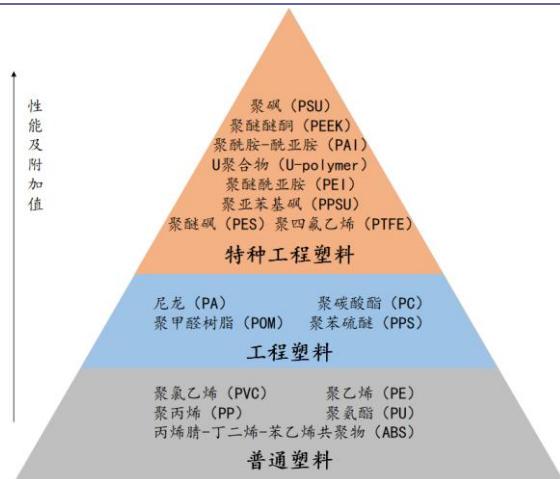 性能及附加值
聚砜（PSU）
聚醚醚酮（PEEK）
聚酰胺-酰亚胺（PAI）
U聚合物（U-polymer）
聚醚酰亚胺（PEI）
聚亚苯基砜（PPSU）
聚醚砜（PES）聚四氟乙烯（PTFE）
特种工程塑料
尼龙（PA） 聚碳酸酯（PC）
聚甲醛树脂（POM） 聚苯硫醚（PPS）
工程塑料
聚氯乙烯（PVC） 聚乙烯（PE）
聚丙烯（PP） 聚氨酯（PU）
丙烯腈-丁二烯-苯乙烯共聚物（ABS）
普通塑料